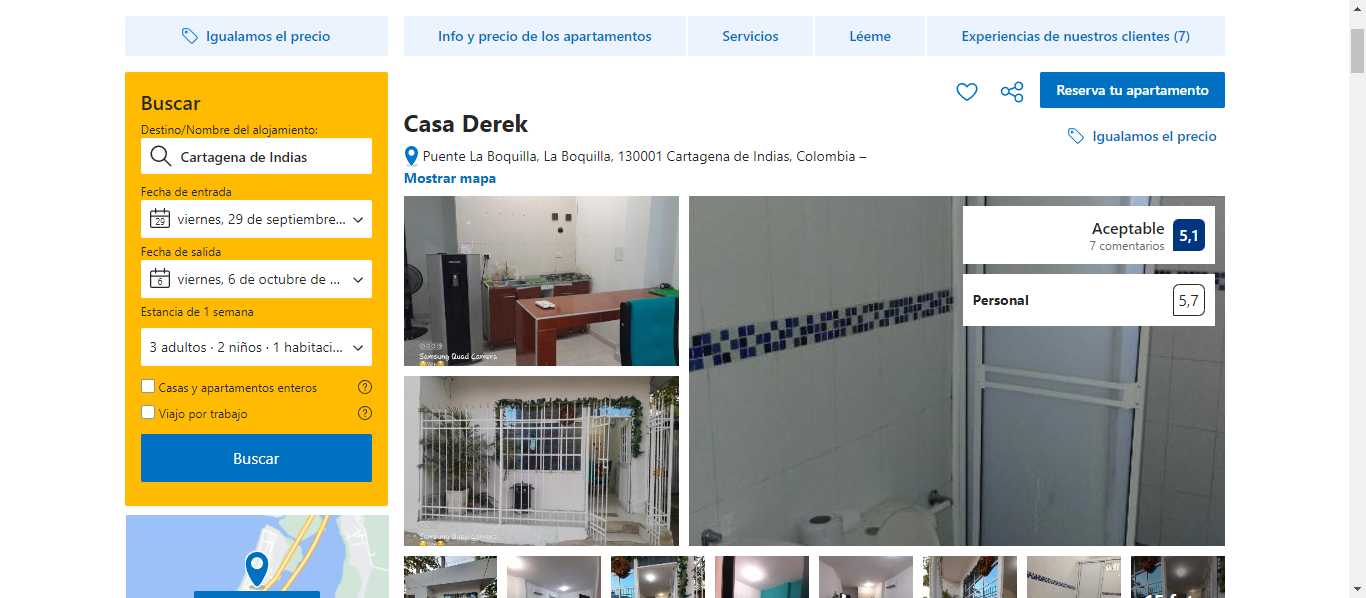 Igualamos el precio
Info y precio de los apartamentos
Servicios
Léeme
Experiencias de nuestros clientes (7)
Buscar
Destino/Nombre del alojamiento:
Cartagena de Indias
Fecha de entrada
29
viernes, 29 de septiembre...
Fecha de salida
6
viernes, 6 de octubre de ...
Estancia de 1 semana
3 adultos · 2 niños · 1 habitaci...
Casas y apartamentos enteros
Viajo por trabajo
Buscar
Reserva tu apartamento
Casa Derek
Igualamos el precio
Puente La Boquilla, La Boquilla, 130001 Cartagena de Indias, Colombia –
Mostrar mapa
Samsung Quad Camera
Samsung Quad Camera
Aceptable
7 comentarios
5,1
Personal
5,7